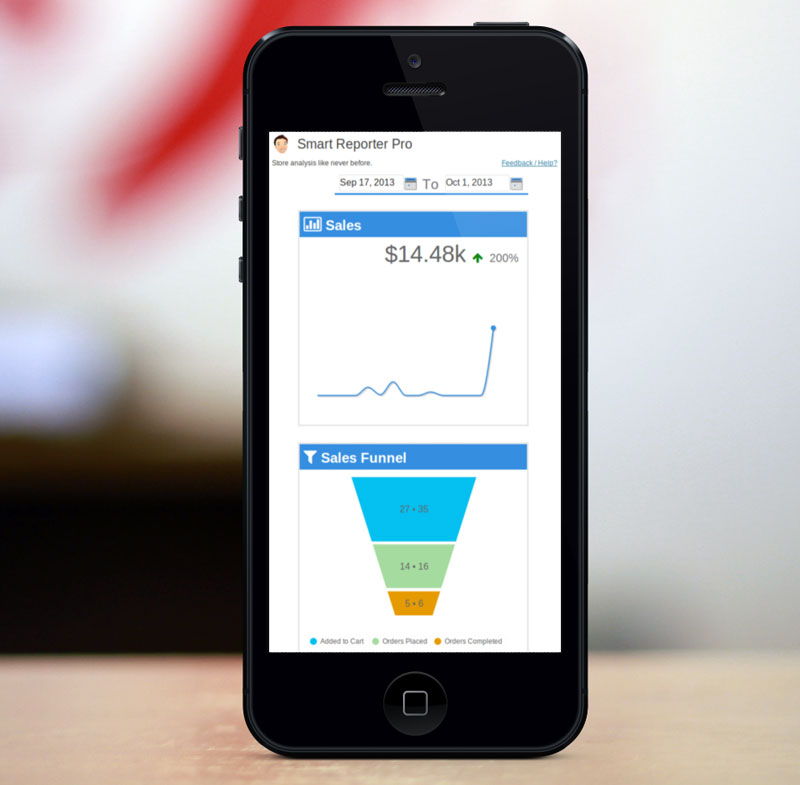 Smart Reporter Pro
Store analysis like never before. Feedback / Help?
Sep 17, 2013 To Oct 1, 2013
Sales
$14.48k 200%
Sales Funnel
27 • 35
14 • 16
5 • 6
Added to Cart Orders Placed Orders Completed